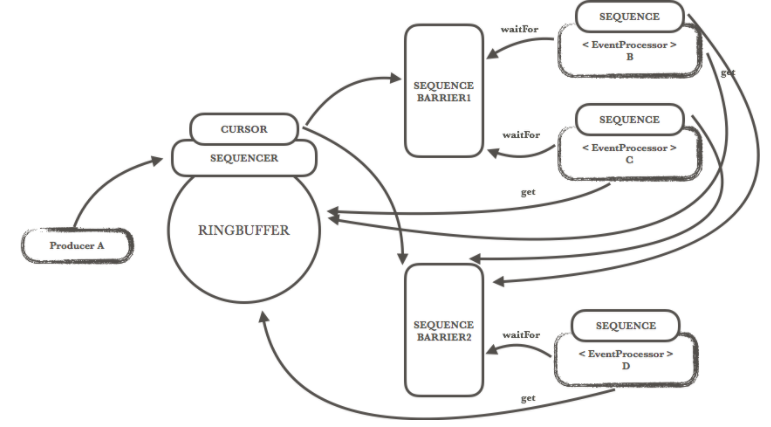 SEQUENCE
waitFor
< EventProcessor >
B
get
SEQUENCE
BARRIER1
SEQUENCE
CURSOR
waitFor
< EventProcessor >
C
SEQUENCER
get
RINGBUFFER
Producer A
SEQUENCE
BARRIER2
SEQUENCE
waitFor
< EventProcessor >
D
get